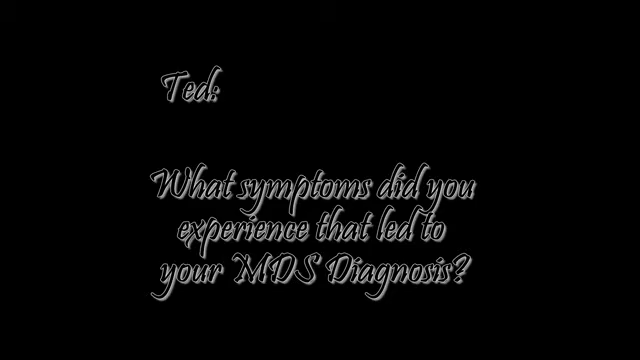 Ted:
What symptoms did you
experience that led to
your MDS Diagnosis?